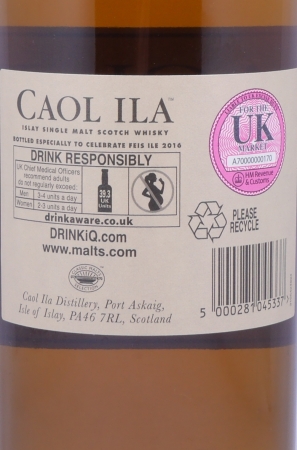 CAOL ILA™
ISLAY SINGLE MALT SCOTCH WHISKY
BOTTLED ESPECIALLY TO CELEBRATE FEIS ILE 2016
DRINK RESPONSIBLY
UK Chief Medical Officers
recommend adults
do not regularly exceed:
Men 3-4 units a day
Women 2-3 units a day
39.3
UK
Units
drinkaware.co.uk
DRINKiQ.com
www.malts.com
Caol Ila Distillery, Port Askaig,
Isle of Islay, PA46 7RL, Scotland
FOR THE
UK
MARKET
A70000000170
HM Revenue
& Customs
PLEASE
RECYCLE
5 000281 045337